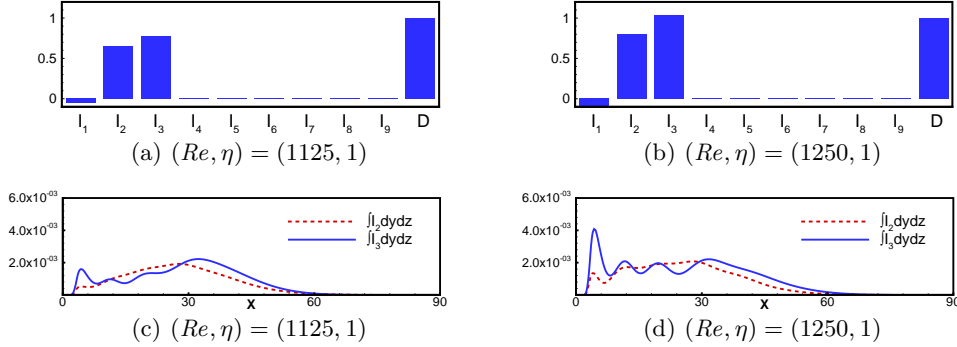 1
0.5
0
I₁ I₂ I₃ I₄ I₅ I₆ I₇ I₈ I₉ D
(a) (Re, η) = (1125, 1)
1
0.5
0
I₁ I₂ I₃ I₄ I₅ I₆ I₇ I₈ I₉ D
(b) (Re, η) = (1250, 1)
6.0x10⁻⁰³
4.0x10⁻⁰³
2.0x10⁻⁰³
∫I₂dydz
∫I₃dydz
0 30 60 90
x
(c) (Re, η) = (1125, 1)
6.0x10⁻⁰³
4.0x10⁻⁰³
2.0x10⁻⁰³
∫I₂dydz
∫I₃dydz
0 30 60 90
x
(d) (Re, η) = (1250, 1)